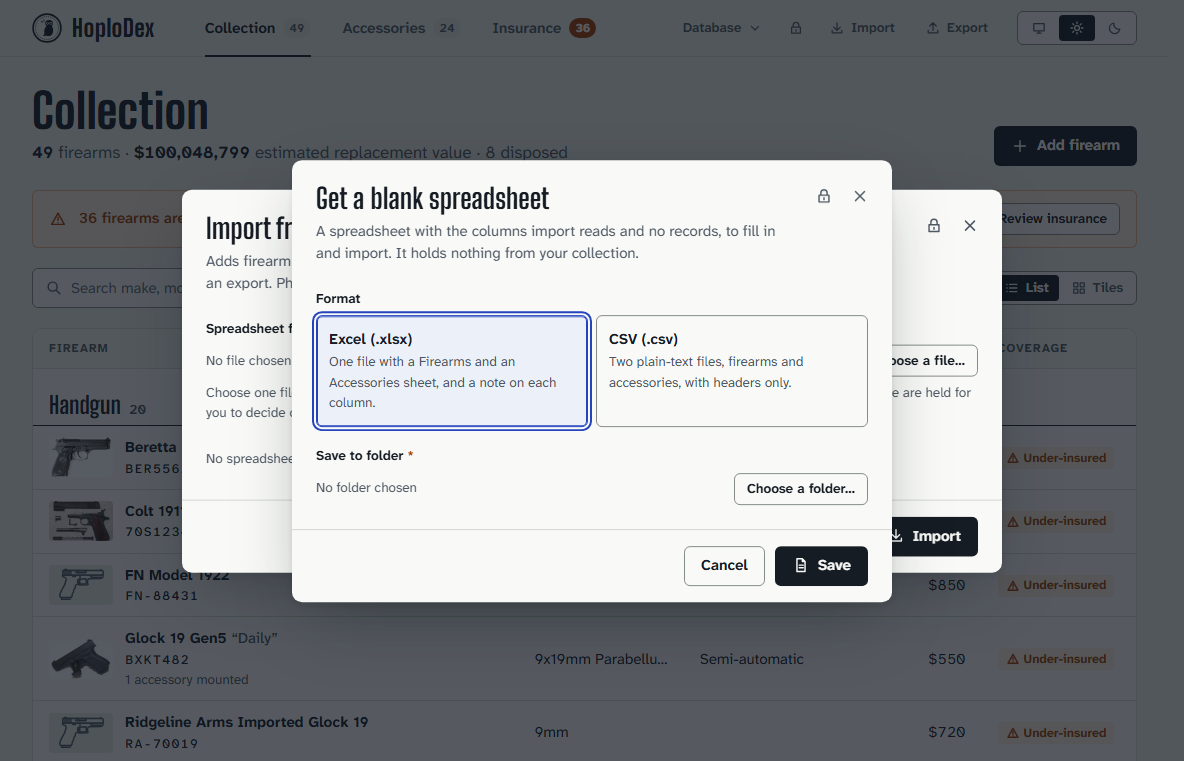 HoploDex
Collection 49
Accessories 24
Insurance 36
Database
Import
Export
Collection
49 firearms · $100,048,799 estimated replacement value · 8 disposed
Add firearm
36 firearms are
Review insurance
Search make, mo
List
Tiles
FIREARM
COVERAGE
Handgun 20
Beretta
BER556
Under-insured
Colt 191
70S123
Under-insured
FN Model 1922
FN-88431
$850
Under-insured
Glock 19 Gen5 “Daily”
BXKT482
1 accessory mounted
9x19mm Parabellu...
Semi-automatic
$550
Under-insured
Ridgeline Arms Imported Glock 19
RA-70019
9mm
$720
Under-insured
Import fr
Adds firearm
an export. Ph
Spreadsheet f
No file chosen
oose a file...
Choose one fil
e are held for
you to decide
No spreadshee
Import
Get a blank spreadsheet
A spreadsheet with the columns import reads and no records, to fill in
and import. It holds nothing from your collection.
Format
Excel (.xlsx)
One file with a Firearms and an
Accessories sheet, and a note on each
column.
CSV (.csv)
Two plain-text files, firearms and
accessories, with headers only.
Save to folder *
No folder chosen
Choose a folder...
Cancel
Save